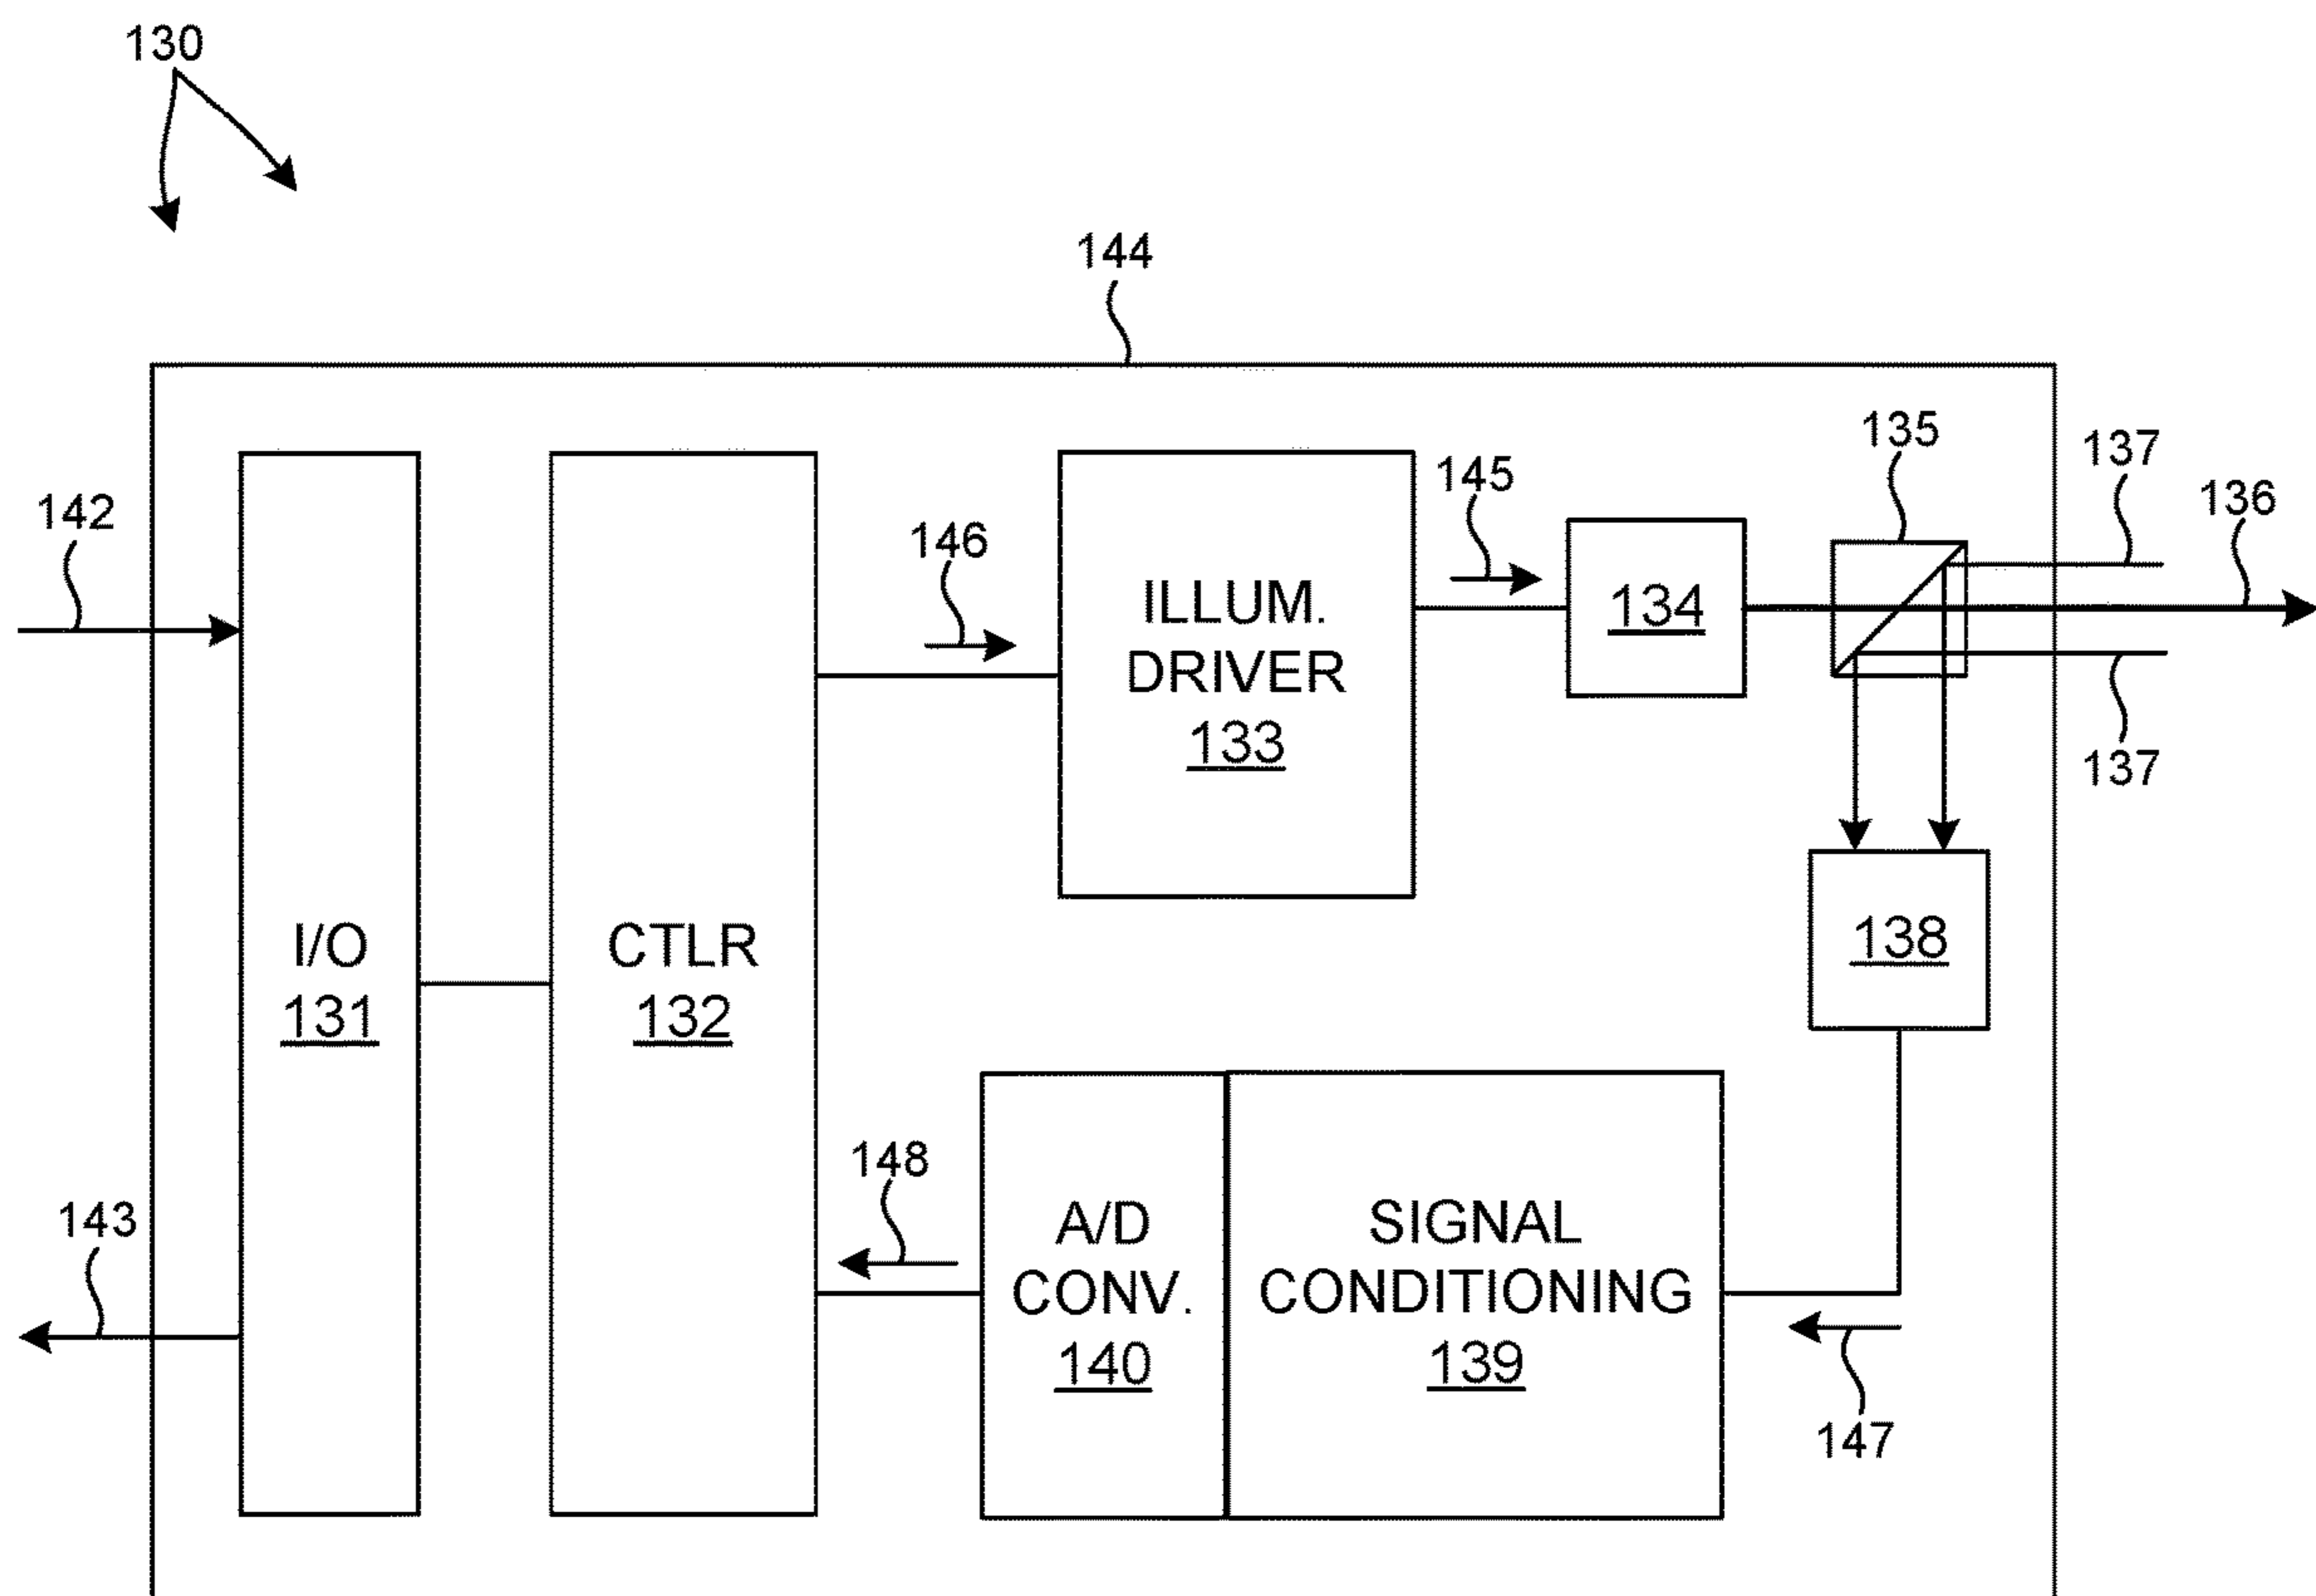 130
144
135
137
136
142
146
145
ILLUM.
DRIVER
133
134
137
I/O
131
CTLR
132
138
148
143
A/D
CONV.
140
SIGNAL
CONDITIONING
139
147